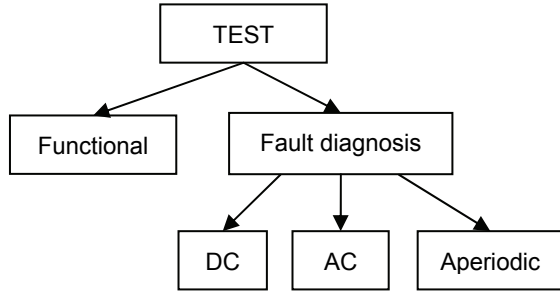 TEST
Functional
Fault diagnosis
DC
AC
Aperiodic